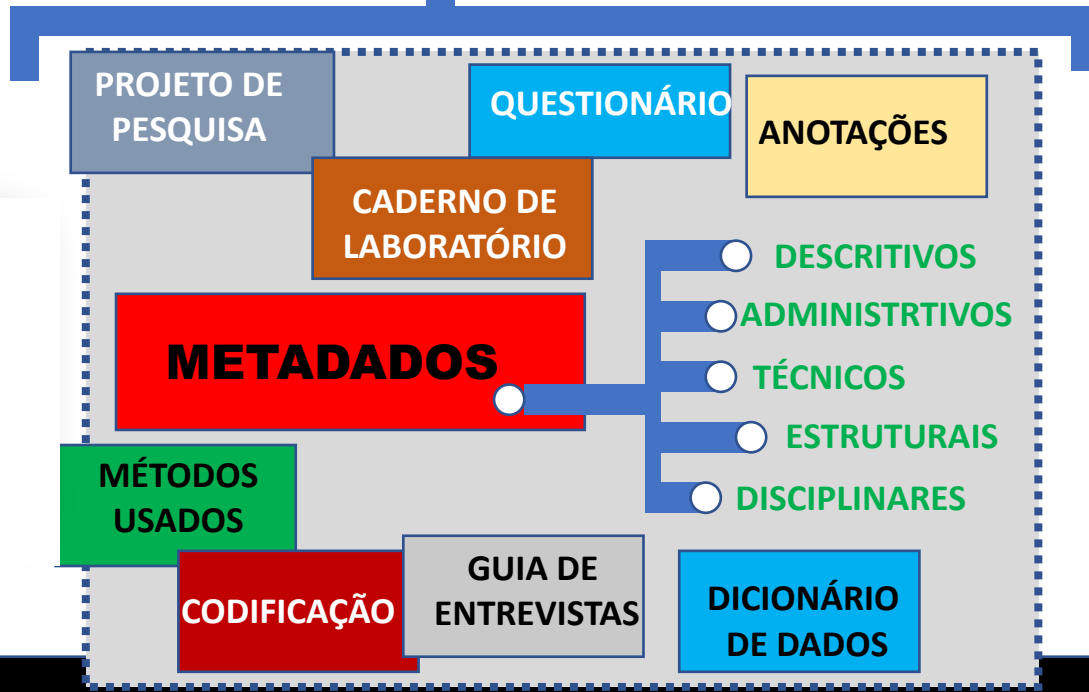 PROJETO DE
PESQUISA
QUESTIONÁRIO
ANOTAÇÕES
CADERNO DE
LABORATÓRIO
METADADOS
DESCRITIVOS
ADMINISTRTIVOS
TÉCNICOS
ESTRUTURAIS
DISCIPLINARES
MÉTODOS
USADOS
CODIFICAÇÃO
GUIA DE
ENTREVISTAS
DICIONÁRIO
DE DADOS